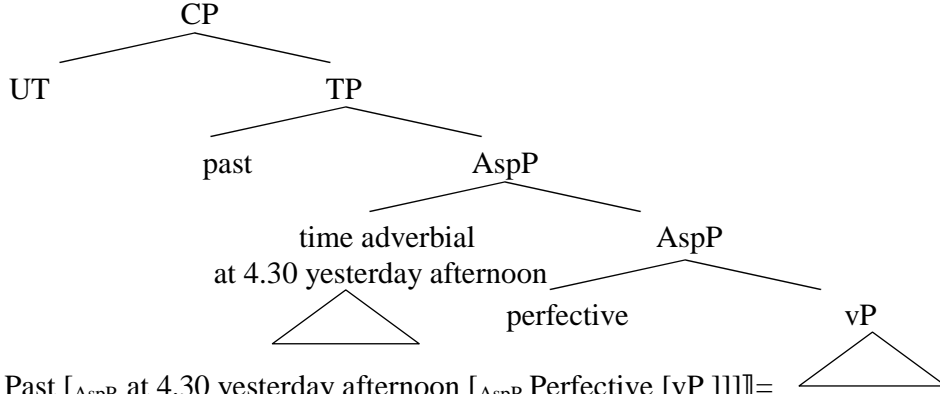 CP
UT TP
past AspP
time adverbial AspP
at 4.30 yesterday afternoon
perfective vP
Past [AspP at 4.30 yesterday afternoon [AspP Perfective [vP ]]]]]=